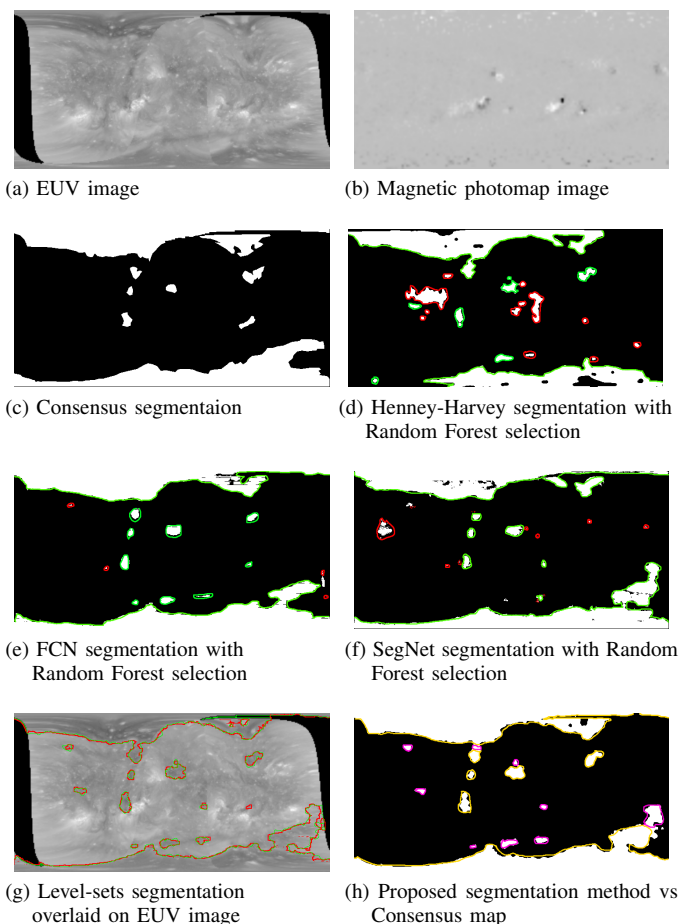 (a) EUV image
(b) Magnetic photomap image
(c) Consensus segmentaion
(d) Henney-Harvey segmentation with
Random Forest selection
(e) FCN segmentation with
Random Forest selection
(f) SegNet segmentation with Random
Forest selection
(g) Level-sets segmentation
overlaid on EUV image
(h) Proposed segmentation method vs
Consensus map